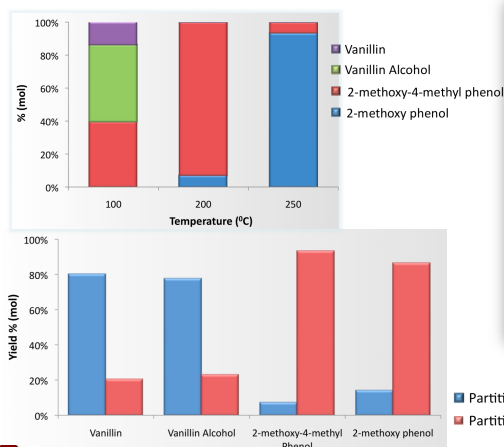 100%
80%
60%
40%
20%
0%
% (mol)
100
200
250
Temperature (⁰C)
Vanillin
Vanillin Alcohol
2-methoxy-4-methyl phenol
2-methoxy phenol
100%
80%
60%
40%
20%
0%
Yield % (mol)
Vanillin
Vanillin Alcohol
2-methoxy-4-methyl
Phenol
2-methoxy phenol